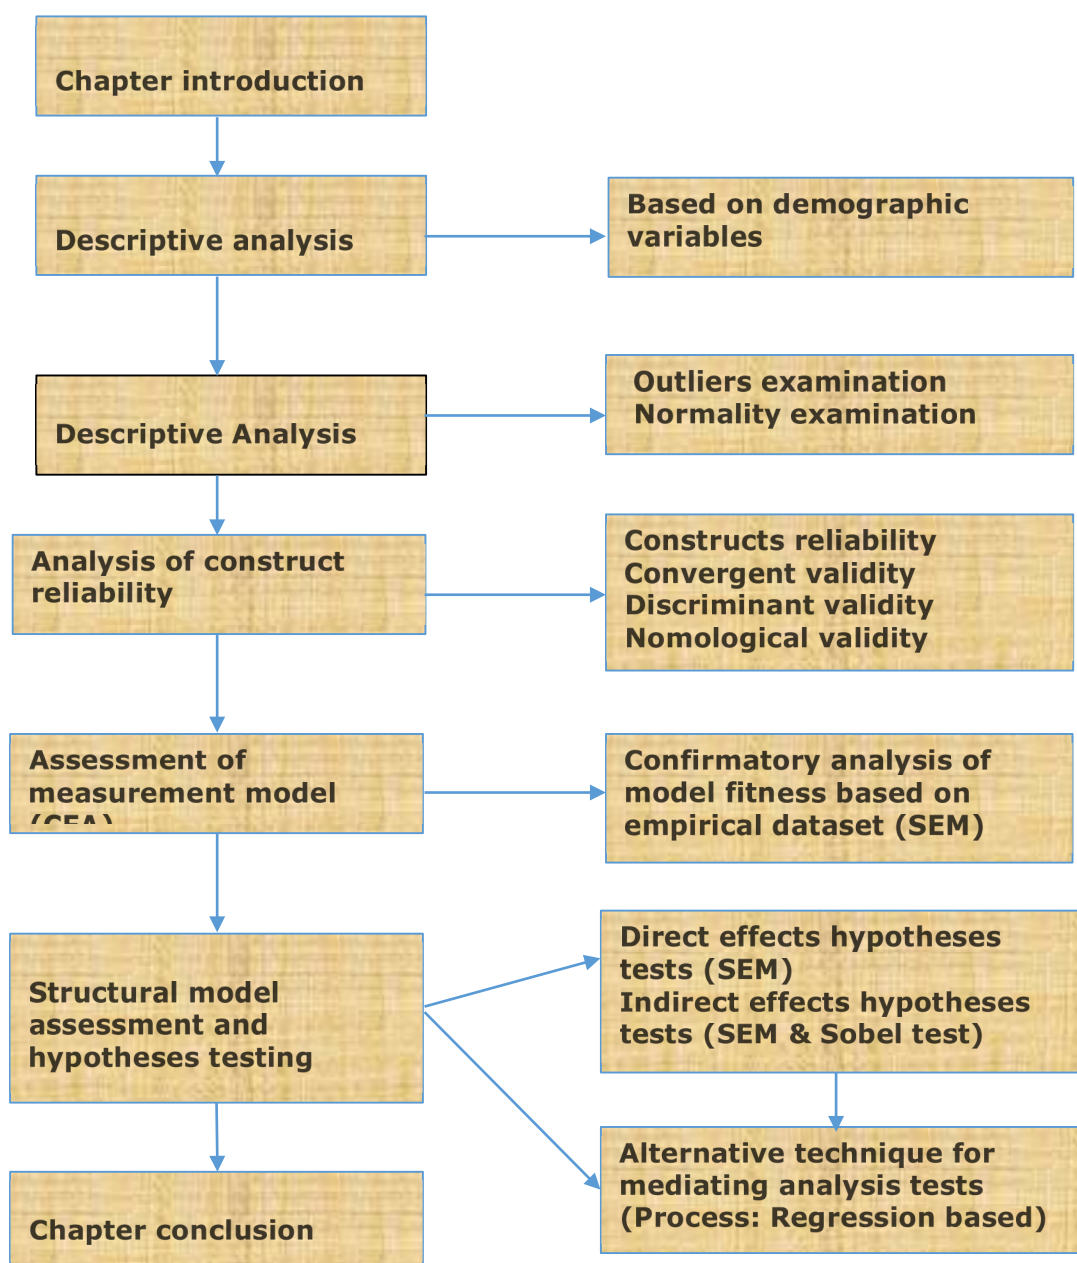 Chapter introduction
Descriptive analysis
Based on demographic
variables
Descriptive Analysis
Outliers examination
Normality examination
Analysis of construct
reliability
Constructs reliability
Convergent validity
Discriminant validity
Nomological validity
Assessment of
measurement model
(CFA)
Confirmatory analysis of
model fitness based on
empirical dataset (SEM)
Structural model
assessment and
hypotheses testing
Direct effects hypotheses
tests (SEM)
Indirect effects hypotheses
tests (SEM & Sobel test)
Alternative technique for
mediating analysis tests
(Process: Regression based)
Chapter conclusion